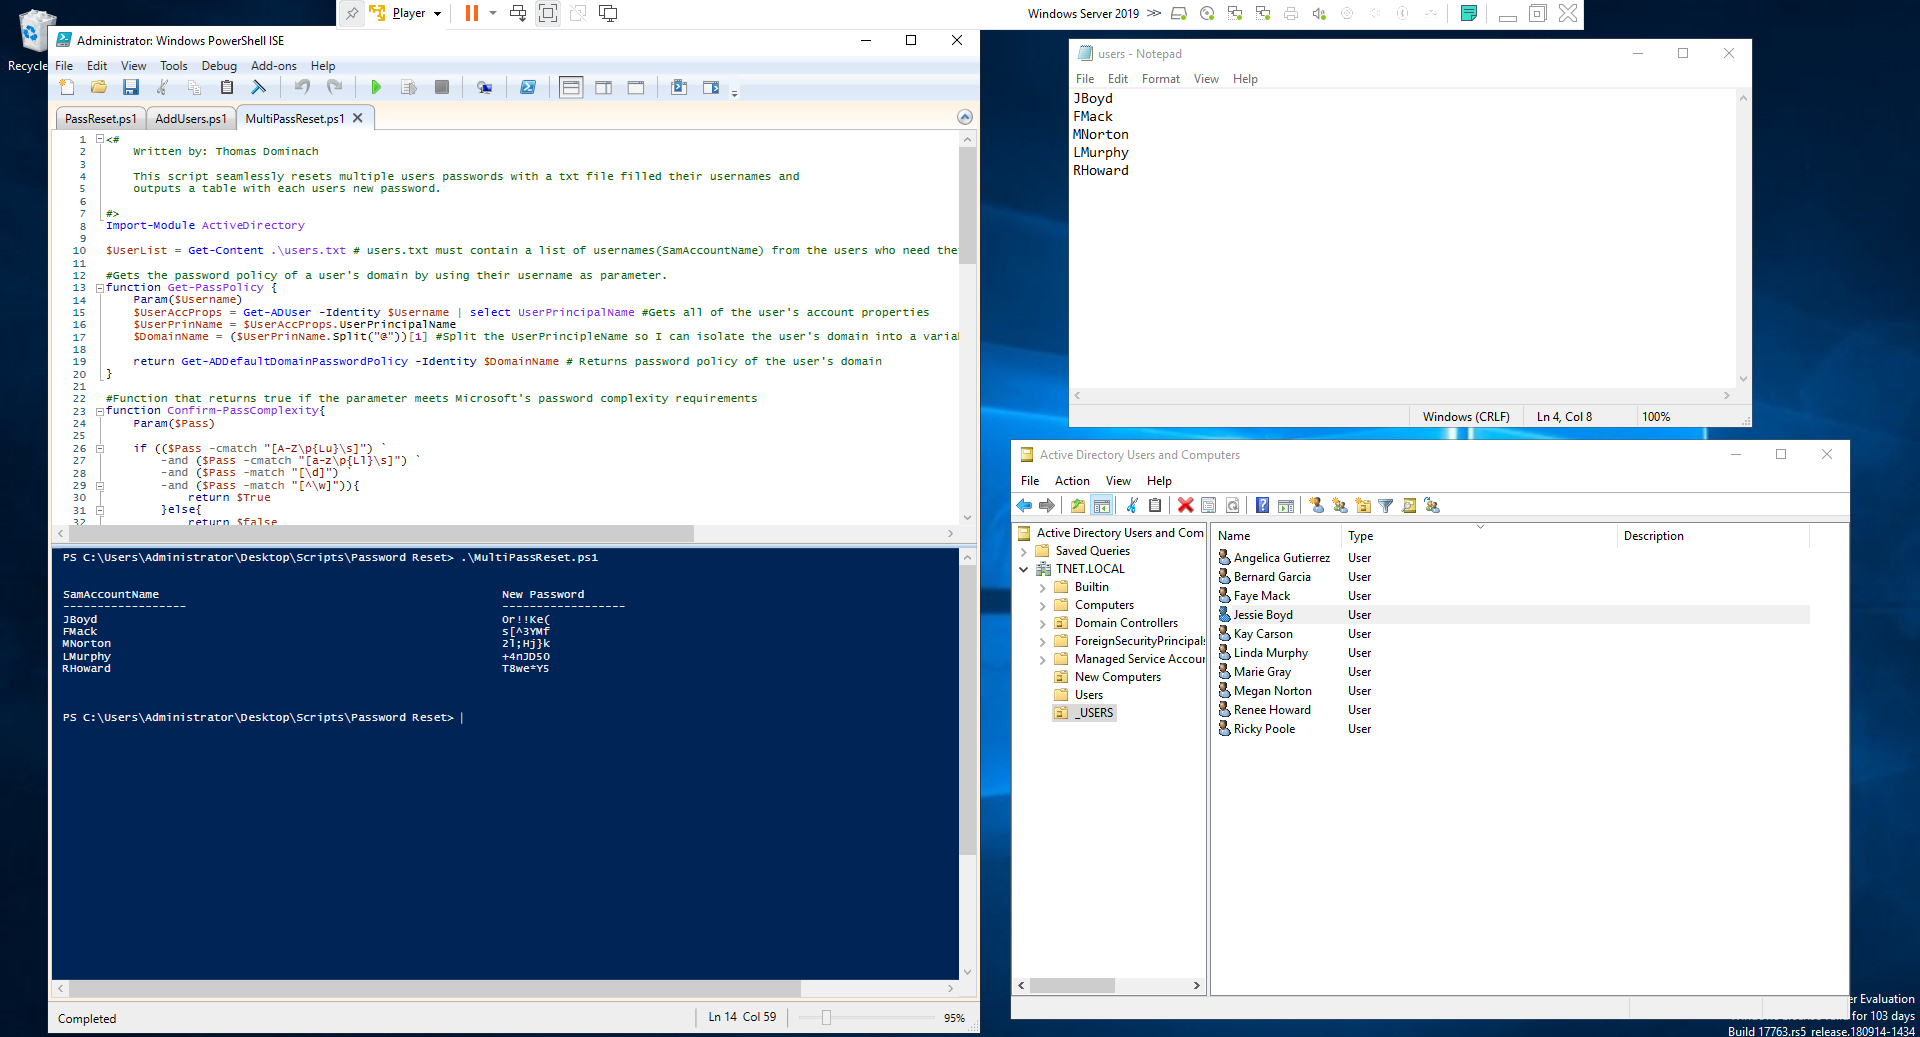 Recycle
Player
Windows Server 2019
Administrator: Windows PowerShell ISE
File Edit View Tools Debug Add-ons Help
PassReset.ps1 AddUsers.ps1 MultiPassReset.ps1
1 <#
2 Written by: Thomas Dominach
3
4 This script seamlessly resets multiple users passwords with a txt file filled their usernames and
5 outputs a table with each users new password.
6
7 #>
8 Import-Module ActiveDirectory
9
10 $UserList = Get-Content .\users.txt # users.txt must contain a list of usernames(SamAccountName) from the users who need the
11
12 #Gets the password policy of a user's domain by using their username as parameter.
13 function Get-PassPolicy {
14 Param($Username)
15 $UserAccProps = Get-ADUser -Identity $Username | select UserPrincipalName #Gets all of the user's account properties
16 $UserPrinName = $UserAccProps.UserPrincipalName
17 $DomainName = ($UserPrinName.Split("@"))[1] #Split the UserPrincipleName so I can isolate the user's domain into a varia
18
19 return Get-ADDefaultDomainPasswordPolicy -Identity $DomainName # Returns password policy of the user's domain
20 }
21
22 #Function that returns true if the parameter meets Microsoft's password complexity requirements
23 function Confirm-PassComplexity{
24 Param($Pass)
25
26 if (($Pass -cmatch "[A-Z\p{Lu}\s]") `
27 -and ($Pass -cmatch "[a-z\p{Ll}\s]") `
28 -and ($Pass -match "[\d]") `
29 -and ($Pass -match "[^\w]")){
30 return $True
31 }else{
32 return $false
PS C:\Users\Administrator\Desktop\Scripts\Password Reset> .\MultiPassReset.ps1
SamAccountName New Password
------------------ ------------------
JBoyd Or!!Ke(
FMack s[^3YMf
MNorton 2l;Hj}k
LMurphy +4nJD5O
RHoward T8we*Y5
PS C:\Users\Administrator\Desktop\Scripts\Password Reset>
Completed Ln 14 Col 59 95%
users - Notepad
File Edit Format View Help
JBoyd
FMack
MNorton
LMurphy
RHoward
Windows (CRLF) Ln 4, Col 8 100%
Active Directory Users and Computers
File Action View Help
Active Directory Users and Com
Saved Queries
TNET.LOCAL
Builtin
Computers
Domain Controllers
ForeignSecurityPrincipals
Managed Service Accour
New Computers
Users
_USERS
Name Type Description
Angelica Gutierrez User
Bernard Garcia User
Faye Mack User
Jessie Boyd User
Kay Carson User
Linda Murphy User
Marie Gray User
Megan Norton User
Renee Howard User
Ricky Poole User
er Evaluation
for 103 days
Build 17763.rs5_release.180914-1434